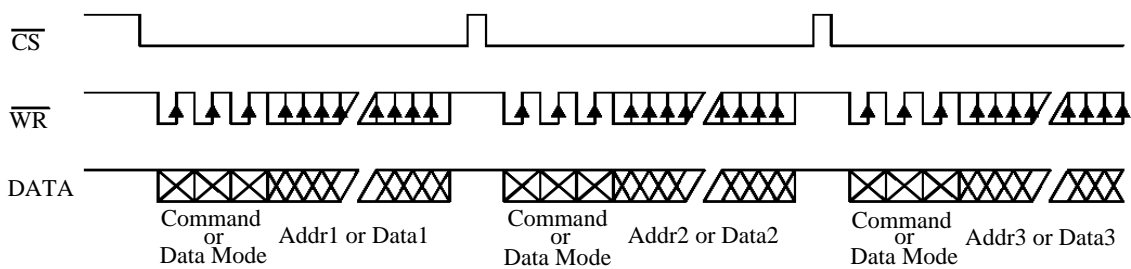 CS
WR
DATA
Command
or
Data Mode
Addr1 or Data1
Command
or
Data Mode
Addr2 or Data2
Command
or
Data Mode
Addr3 or Data3